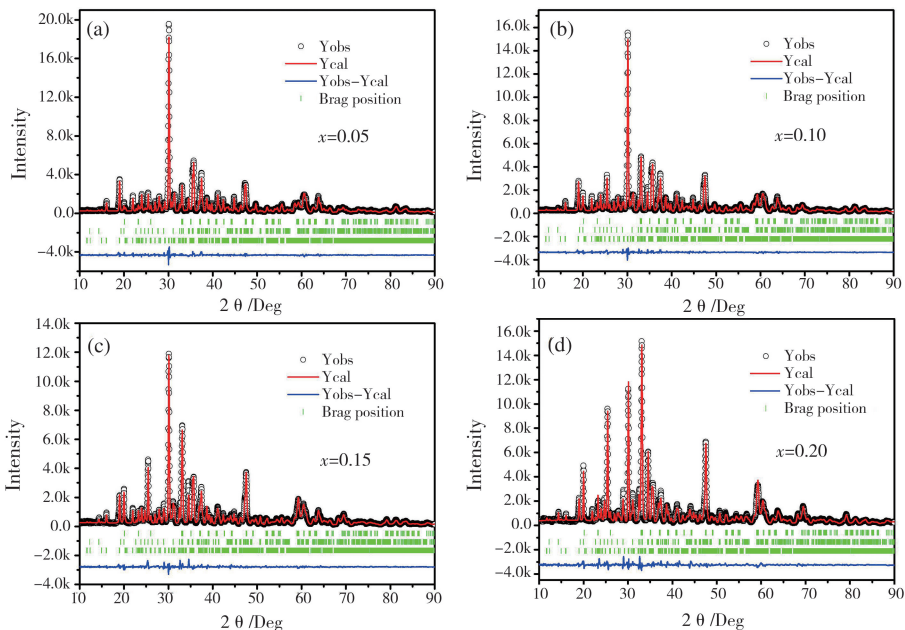 (a)
20.0k
16.0k
12.0k
8.0k
4.0k
0.0
−4.0k
Intensity
Yobs
Ycal
Yobs−Ycal
Brag position
x=0.05
10 20 30 40 50 60 70 80 90
2 θ /Deg
(b)
16.0k
14.0k
12.0k
10.0k
8.0k
6.0k
4.0k
2.0k
0.0
−2.0k
−4.0k
Intensity
Yobs
Ycal
Yobs−Ycal
Brag position
x=0.10
10 20 30 40 50 60 70 80 90
2 θ /Deg
(c)
14.0k
12.0k
10.0k
8.0k
6.0k
4.0k
2.0k
0.0
−2.0k
−4.0k
Intensity
Yobs
Ycal
Yobs−Ycal
Brag position
x=0.15
10 20 30 40 50 60 70 80 90
2 θ /Deg
(d)
16.0k
14.0k
12.0k
10.0k
8.0k
6.0k
4.0k
2.0k
0.0
−2.0k
−4.0k
Intensity
Yobs
Ycal
Yobs−Ycal
Brag position
x=0.20
10 20 30 40 50 60 70 80 90
2 θ /Deg